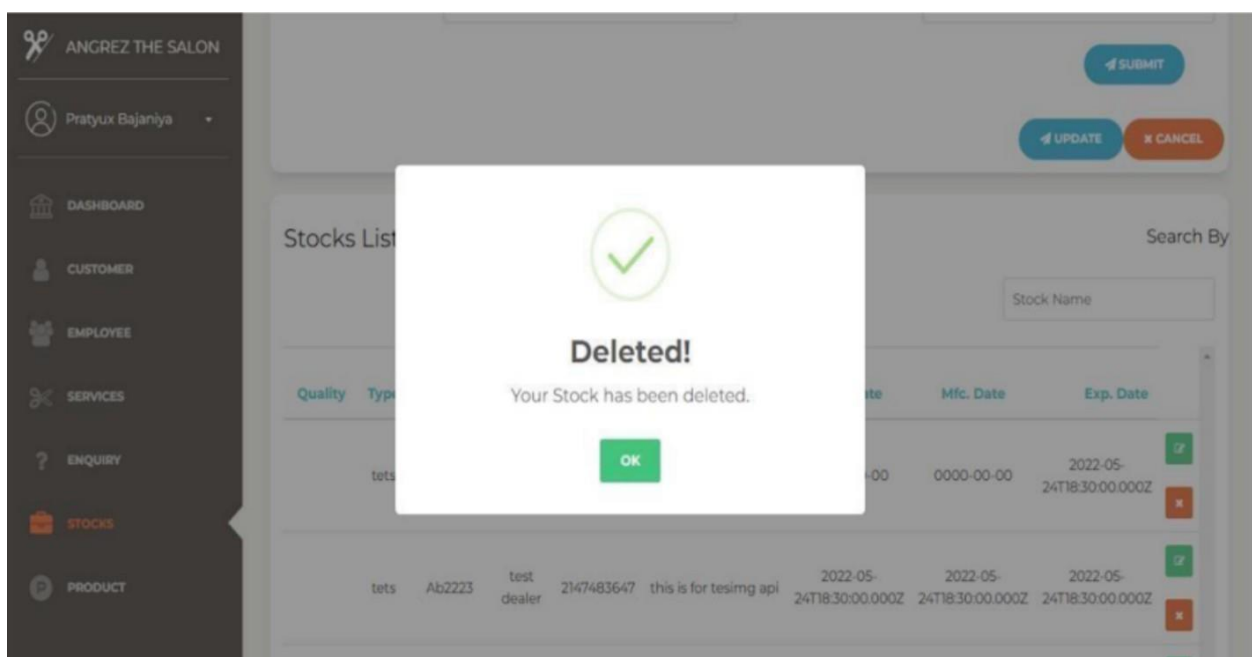 ANGREZ THE SALON
SUBMIT
Pratyux Bajaniya
UPDATE
x CANCEL
DASHBOARD
Stocks List
Search By
CUSTOMER
Stock Name
EMPLOYEE
Deleted!
Your Stock has been deleted.
OK
SERVICES
Quality Type
Mfc. Date
Exp. Date
ENQUIRY
tets
-00
0000-00-00
2022-05-
24T18:30:00.000Z
STOCKS
PRODUCT
tets
Ab2223
test
dealer
2147483647
this is for tesimg api
2022-05-
24T18:30:00.000Z
2022-05-
24T18:30:00.000Z
2022-05-
24T18:30:00.000Z